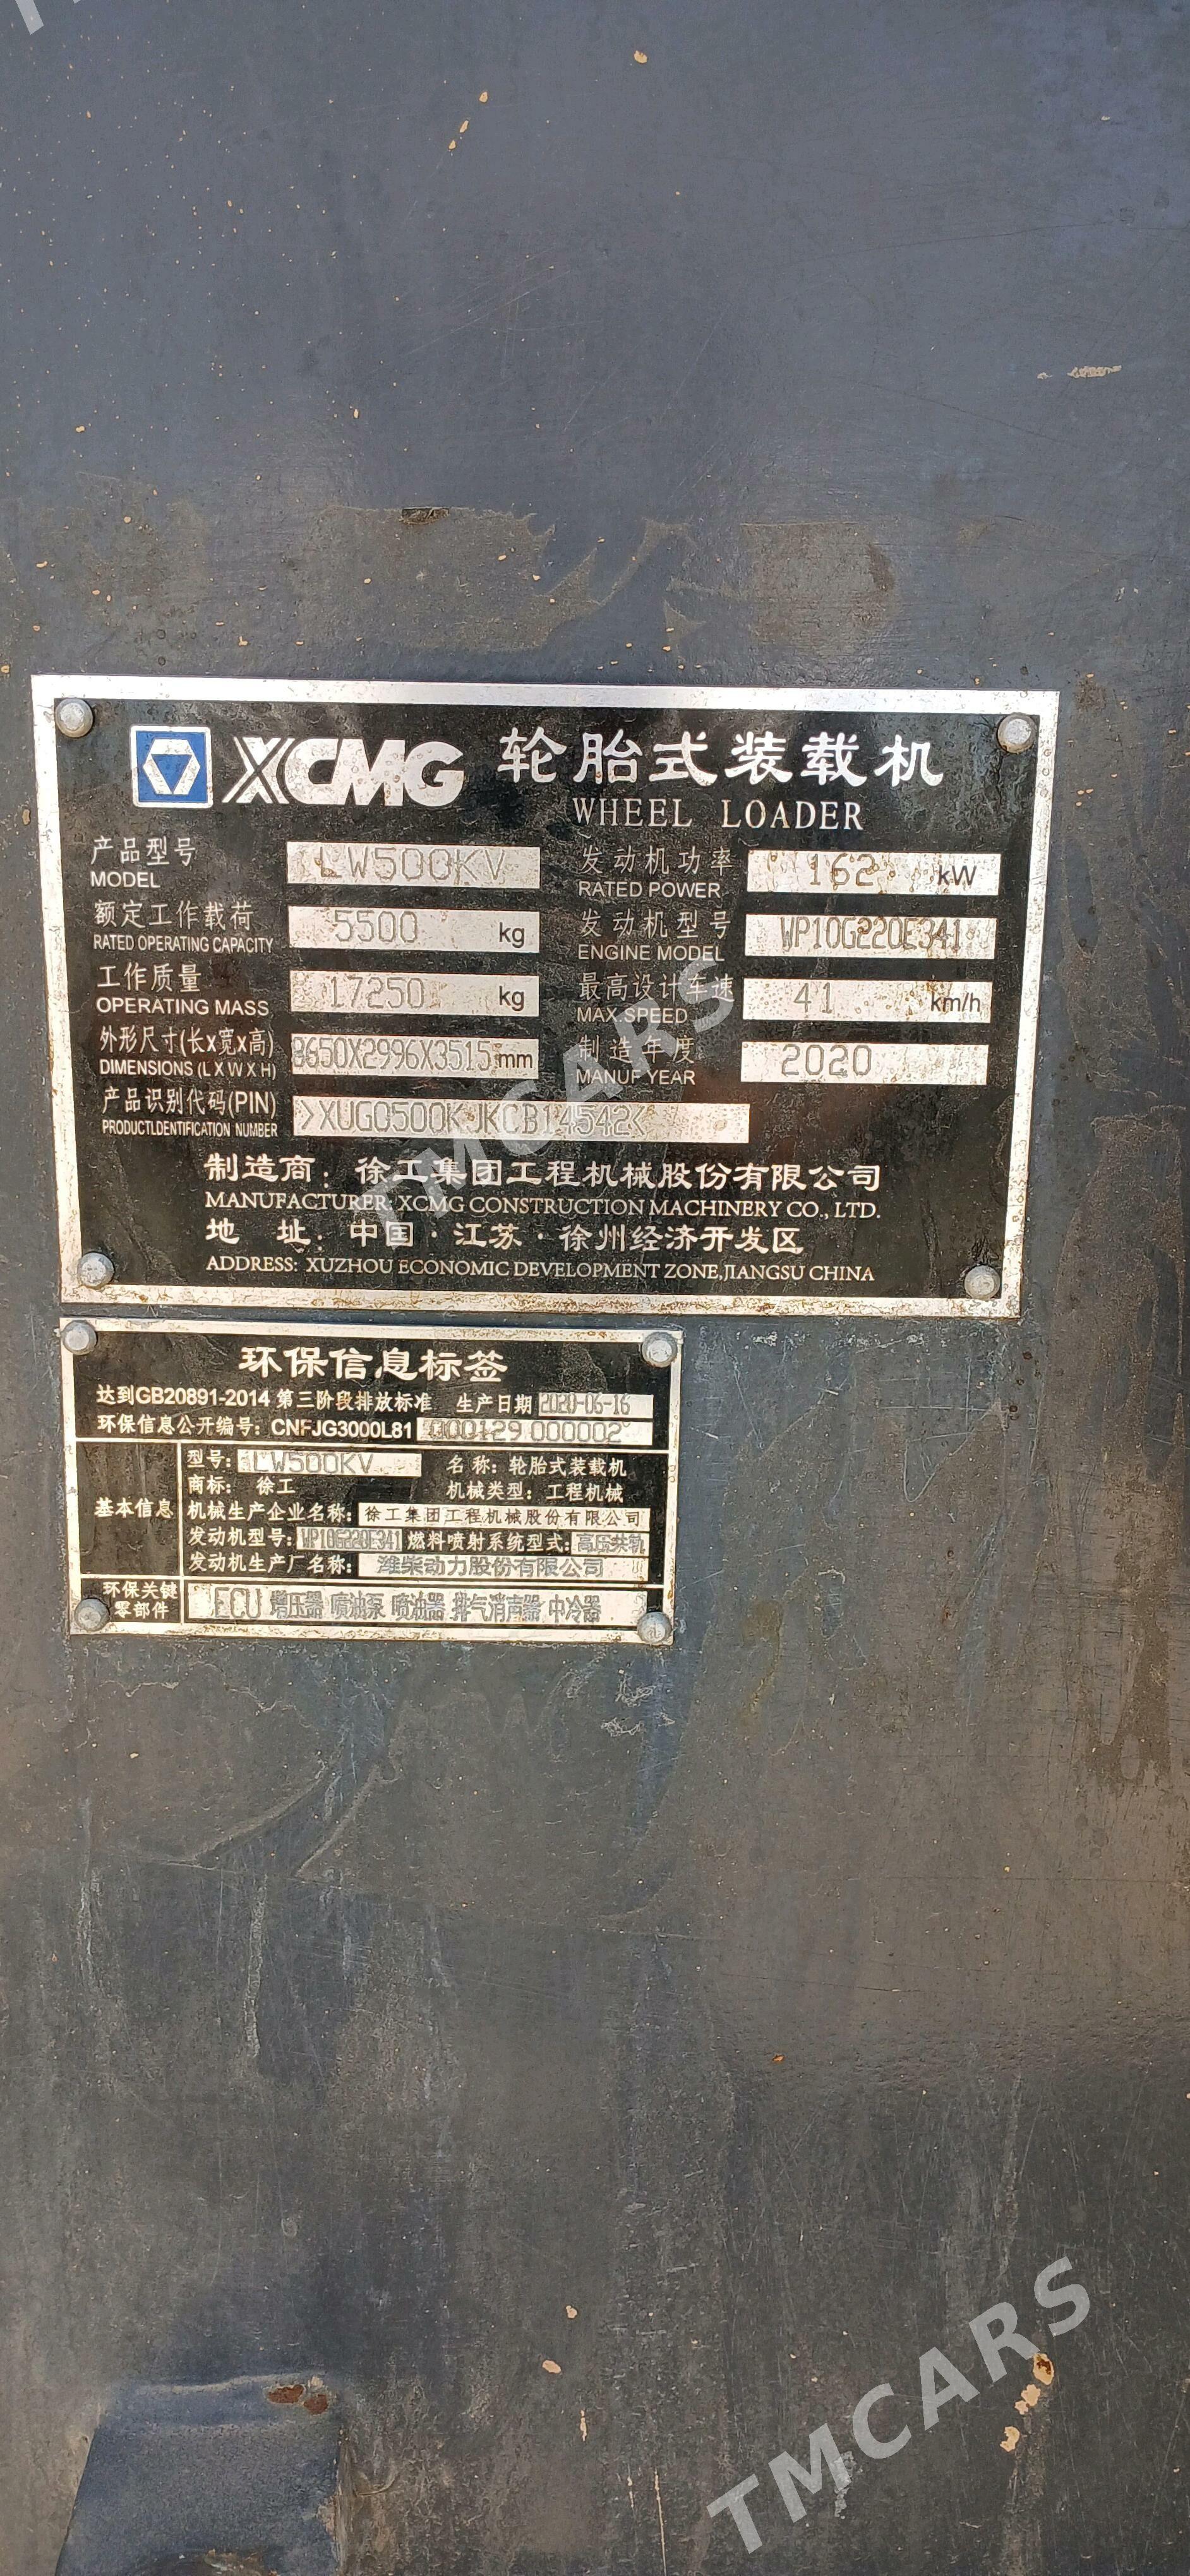 XCMG 轮胎式装载机
WHEEL LOADER
产品型号 LW500KV 发动机功率 162 kW
MODEL RATED POWER
额定工作载荷 5500 kg 发动机型号 WP10G220E341
RATED OPERATING CAPACITY ENGINE MODEL
工作质量 17250 kg 最高设计车速 41 km/h
OPERATING MASS MAX.SPEED
外形尺寸(长x宽x高) 8650X2996X3515 mm 制造年度 2020
DIMENSIONS (L X W X H) MANUF YEAR
产品识别代码(PIN) >XUG0500KJKCB14542<
PRODUCTLDENTIFICATION NUMBER
制造商：徐工集团工程机械股份有限公司
MANUFACTURER: XCMG CONSTRUCTION MACHINERY CO., LTD.
地 址：中国·江苏·徐州经济开发区
ADDRESS: XUZHOU ECONOMIC DEVELOPMENT ZONE,JIANGSU CHINA
环保信息标签
达到GB20891-2014 第三阶段排放标准 生产日期 2020-06-16
环保信息公开编号：CNFJG3000L81 000129 000002
型号：LW500KV 名 称：轮胎式装载机
商标： 徐工 机械类型：工程机械
基本信息 机械生产企业名称：徐工集团工程机械股份有限公司
发动机型号：WP10G220E341 燃料喷射系统型式：高压共轨
发动机生产厂名称： 潍柴动力股份有限公司
环保关键
零部件 ECU 增压器 喷油泵 喷油器 排气消声器 中冷器
TMCARS
TMCARS